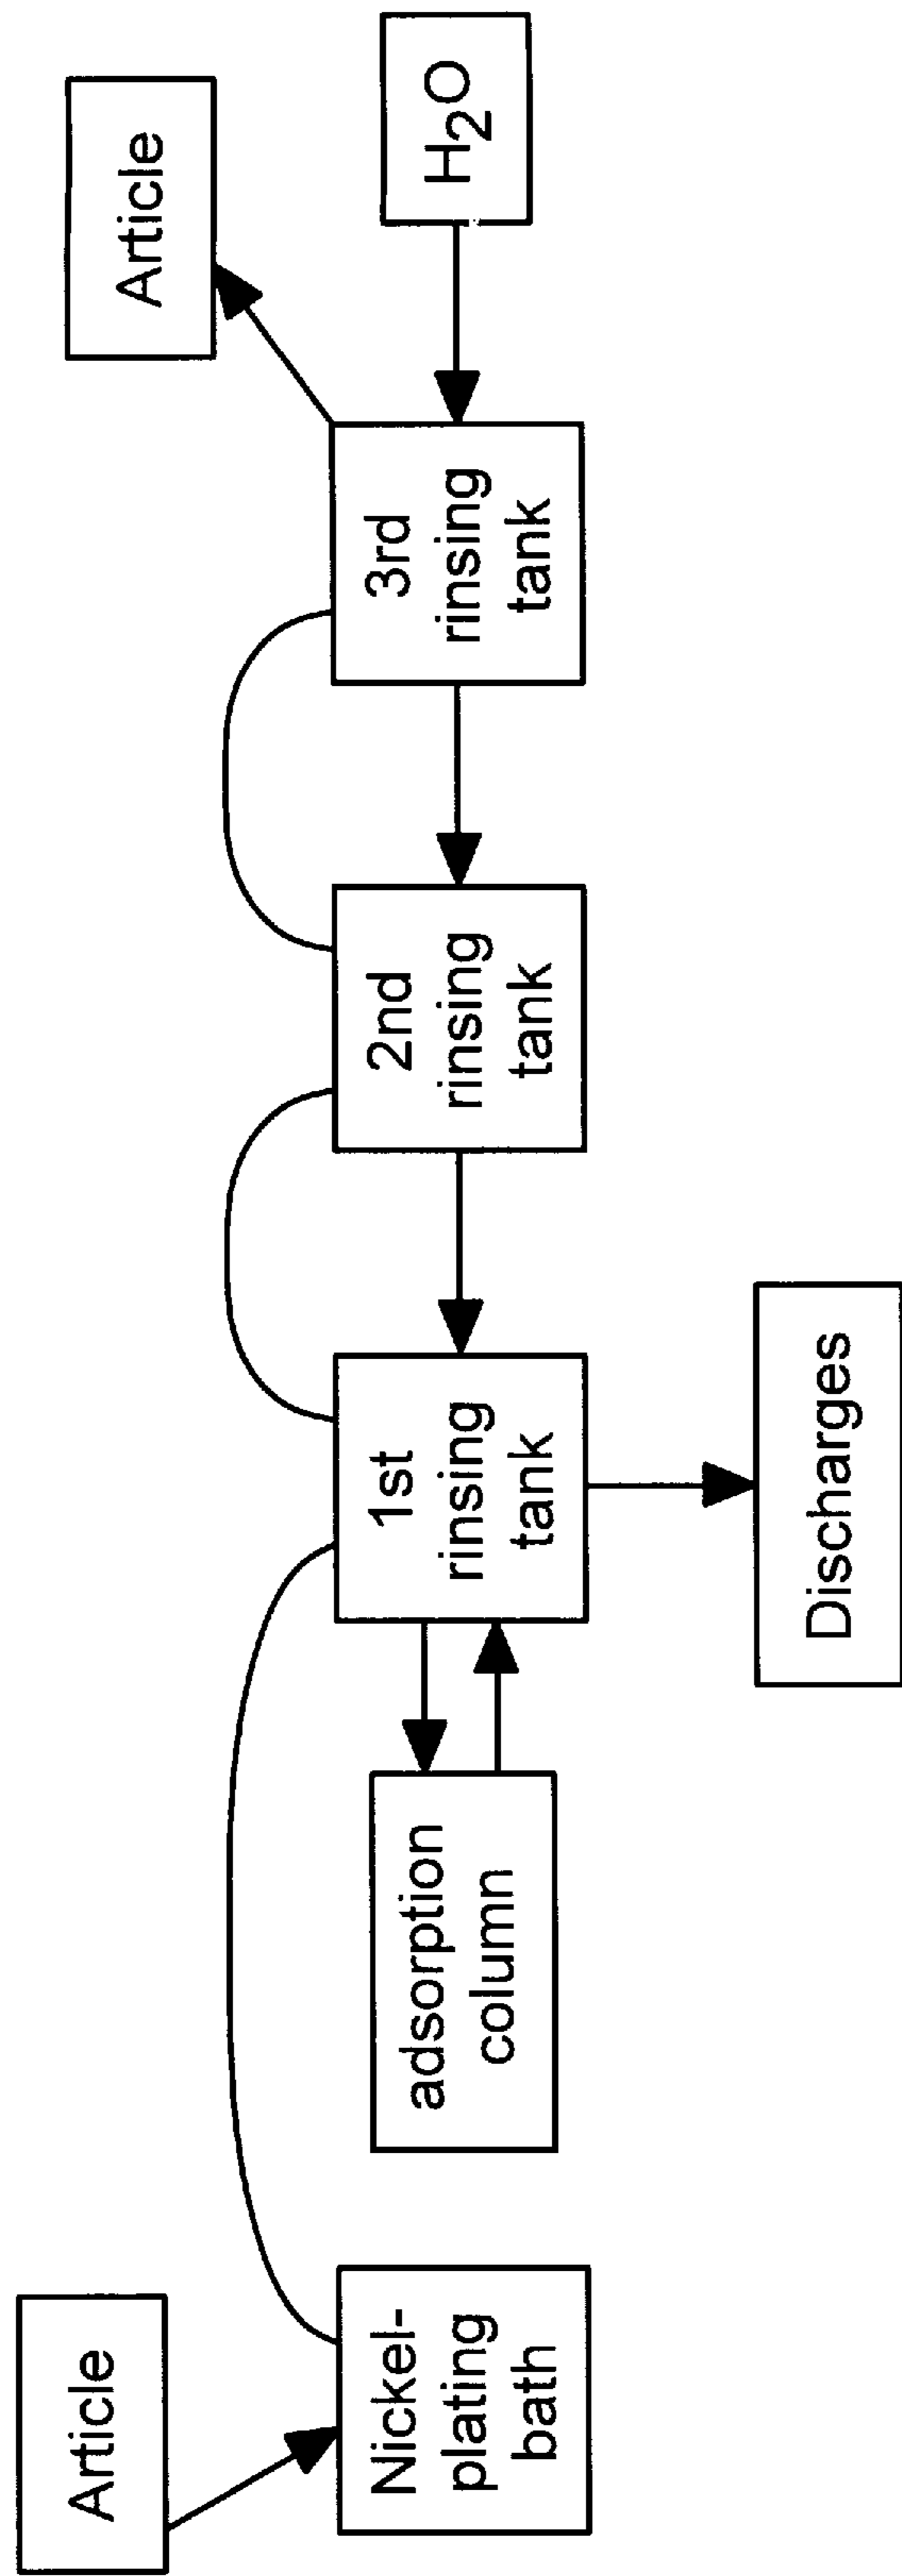 Article
Nickel-
plating
bath
adsorption
column
1st
rinsing
tank
Discharges
2nd
rinsing
tank
3rd
rinsing
tank
Article
H2O